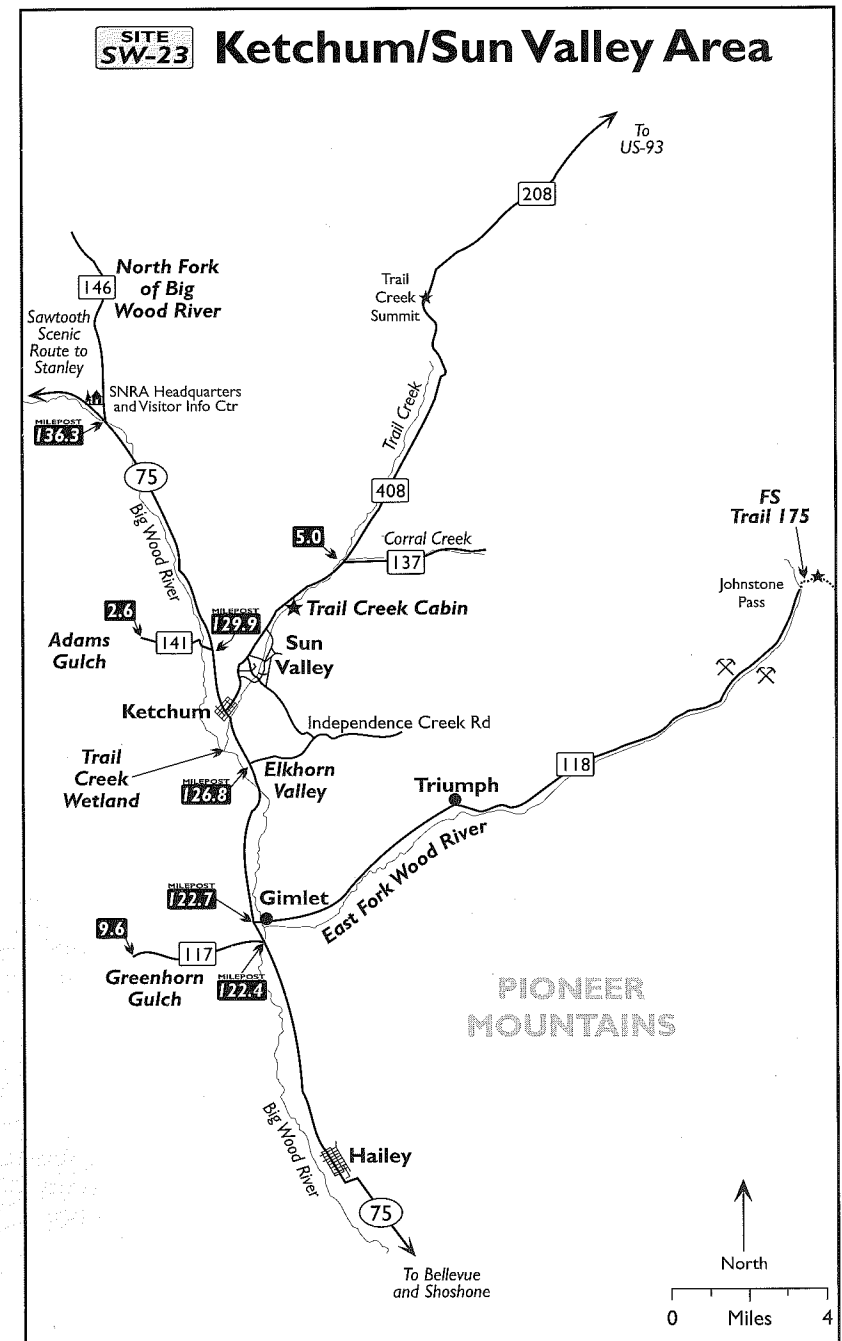 SITE
SW-23
Ketchum/Sun Valley Area
To
US-93
208
North Fork
of Big
Wood River
146
Trail
Creek
Summit
Sawtooth
Scenic
Route to
Stanley
SNRA Headquarters
and Visitor Info Ctr
MILEPOST
136.3
Trail Creek
75
408
Big Wood River
FS
Trail 175
5.0
Corral Creek
137
Johnstone
Pass
2.6
MILEPOST
129.9
Trail Creek Cabin
Adams
Gulch
141
Sun
Valley
Ketchum
Independence Creek Rd
Trail
Creek
Wetland
Elkhorn
Valley
MILEPOST
126.8
118
Triumph
East Fork Wood River
MILEPOST
122.7
Gimlet
9.6
117
Greenhorn
Gulch
MILEPOST
122.4
PIONEER
MOUNTAINS
Big Wood River
Hailey
75
To Bellevue
and Shoshone
North
0 Miles 4